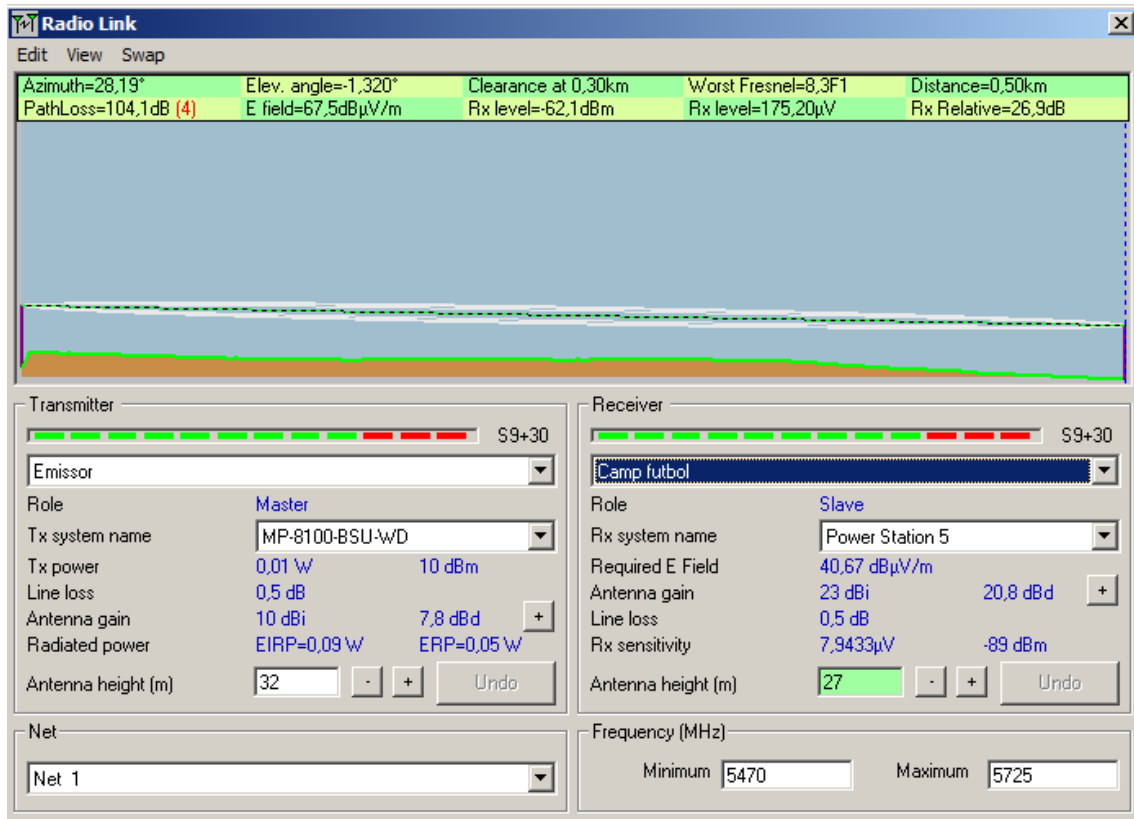 Radio Link
Edit View Swap
Azimuth=28,19° Elev. angle=-1,320° Clearance at 0,30km Worst Fresnel=8,3F1 Distance=0,50km
PathLoss=104,1dB (4) E field=67,5dBµV/m Rx level=-62,1dBm Rx level=175,20µV Rx Relative=26,9dB
Transmitter
S9+30
Emissor
Role Master
Tx system name MP-8100-BSU-WD
Tx power 0,01 W 10 dBm
Line loss 0,5 dB
Antenna gain 10 dBi 7,8 dBd +
Radiated power EIRP=0,09 W ERP=0,05 W
Antenna height (m) 32 - + Undo
Net
Net 1
Receiver
S9+30
Camp futbol
Role Slave
Rx system name Power Station 5
Required E Field 40,67 dBµV/m
Antenna gain 23 dBi 20,8 dBd +
Line loss 0,5 dB
Rx sensitivity 7,9433µV -89 dBm
Antenna height (m) 27 - + Undo
Frequency (MHz)
Minimum 5470 Maximum 5725